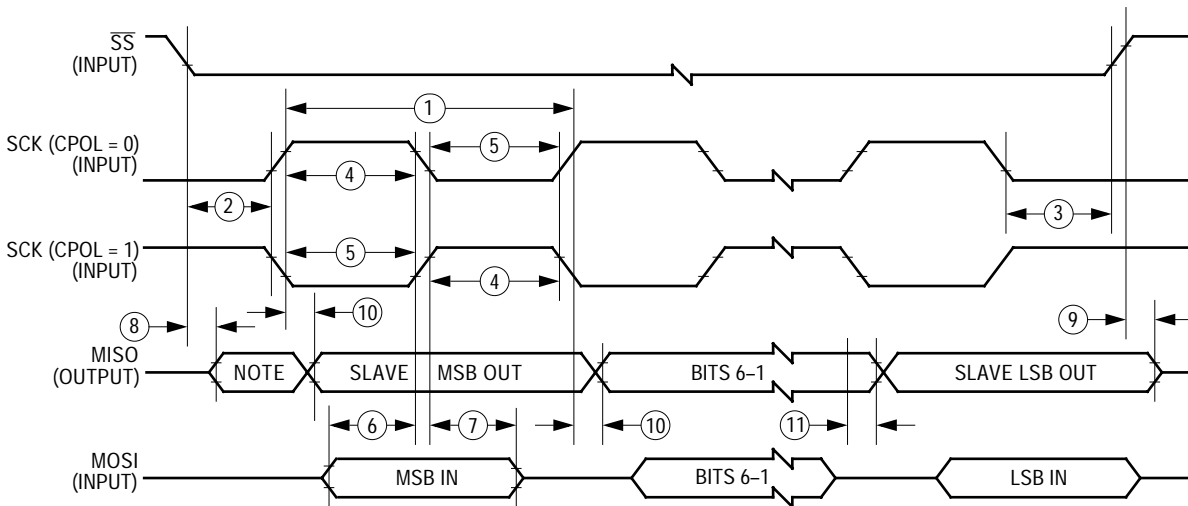 SS
(INPUT)
1
SCK (CPOL = 0)
(INPUT)
5
4
2
3
SCK (CPOL = 1)
(INPUT)
5
4
8
10
9
MISO
(OUTPUT)
NOTE
SLAVE MSB OUT
BITS 6–1
SLAVE LSB OUT
6
7
10
11
MOSI
(INPUT)
MSB IN
BITS 6–1
LSB IN